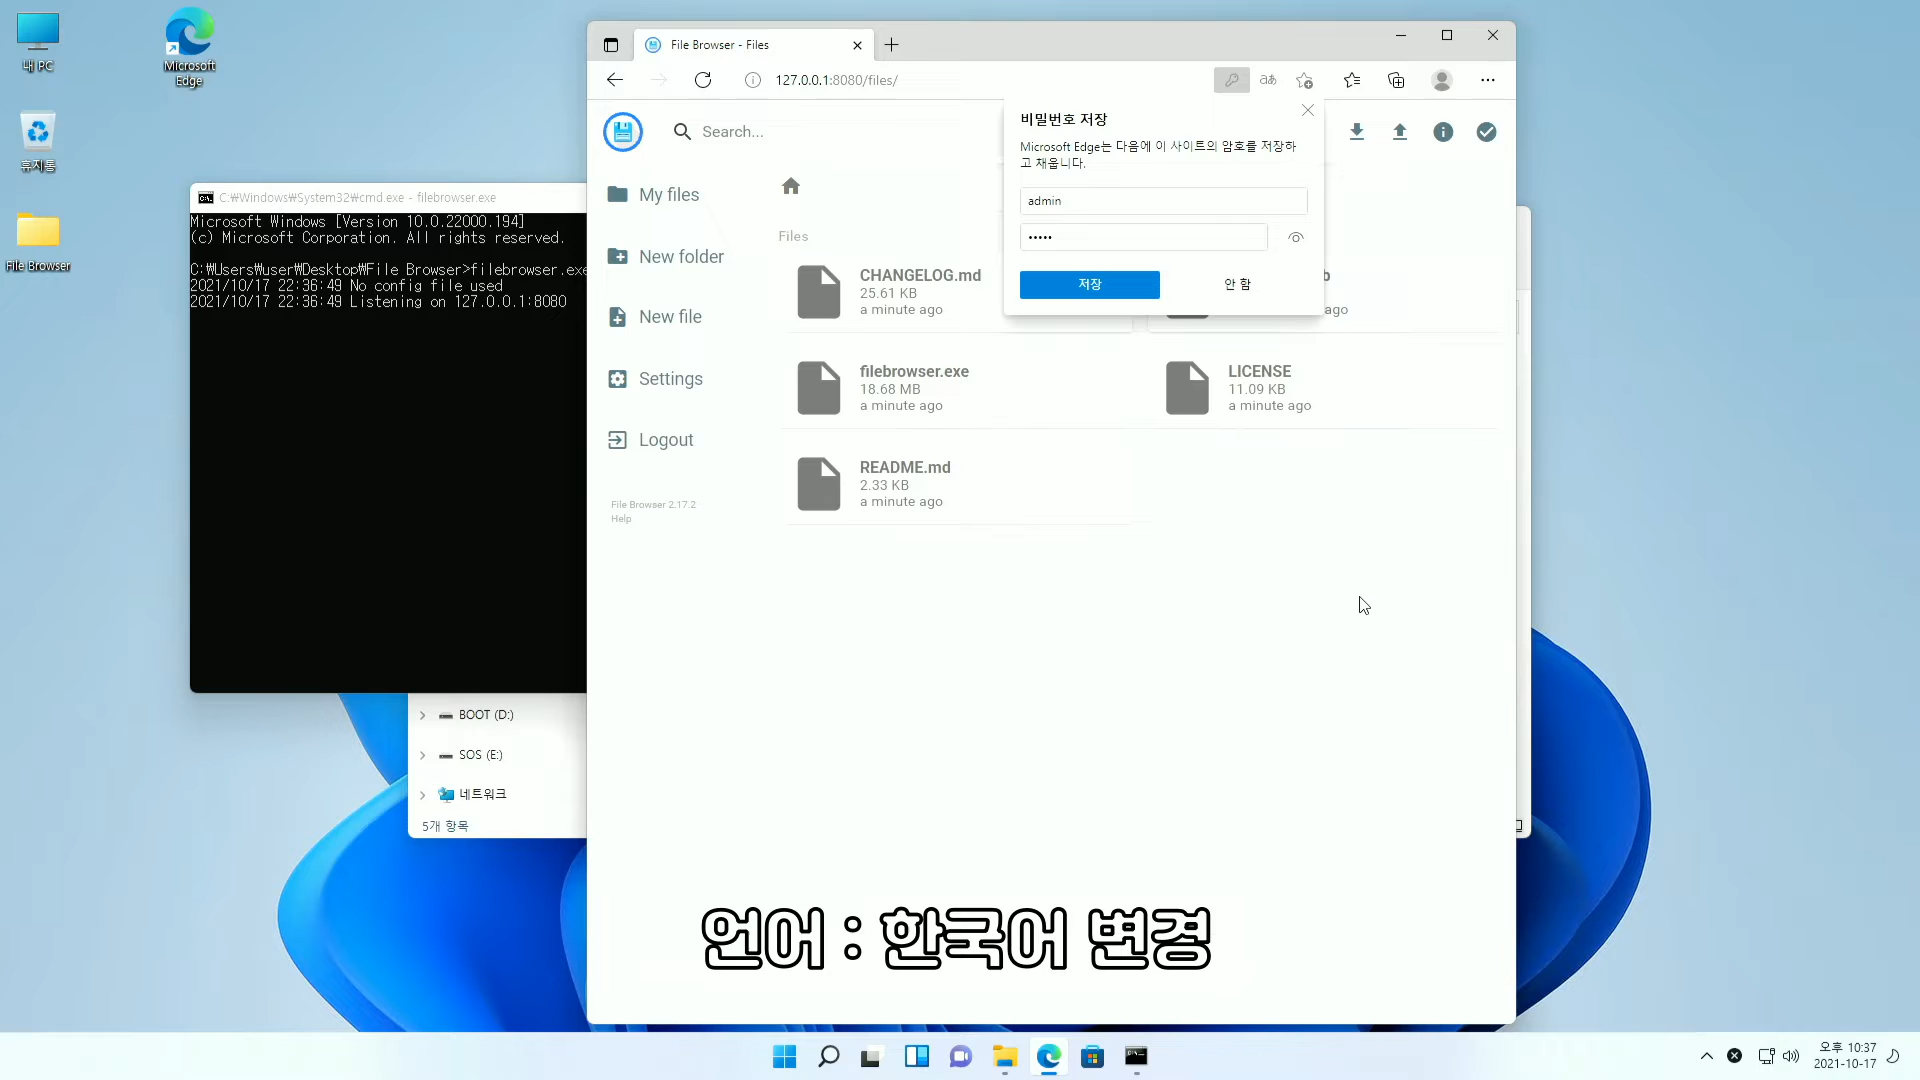 내 PC
Microsoft Edge
휴지통
File Browser
C:₩Windows₩System32₩cmd.exe - filebrowser.exe
Microsoft Windows [Version 10.0.22000.194]
(c) Microsoft Corporation. All rights reserved.
C:₩Users₩user₩Desktop₩File Browser>filebrowser.exe
2021/10/17 22:36:49 No config file used
2021/10/17 22:36:49 Listening on 127.0.0.1:8080
BOOT (D:)
SOS (E:)
네트워크
5개 항목
File Browser - Files
127.0.0.1:8080/files/
aあ
Search...
My files
New folder
New file
Settings
Logout
File Browser 2.17.2
Help
Files
CHANGELOG.md
25.61 KB
a minute ago
b
ago
filebrowser.exe
18.68 MB
a minute ago
LICENSE
11.09 KB
a minute ago
README.md
2.33 KB
a minute ago
비밀번호 저장
Microsoft Edge는 다음에 이 사이트의 암호를 저장하
고 채웁니다.
admin
•••••
저장
안 함
언어 : 한국어 변경
오후 10:37
2021-10-17